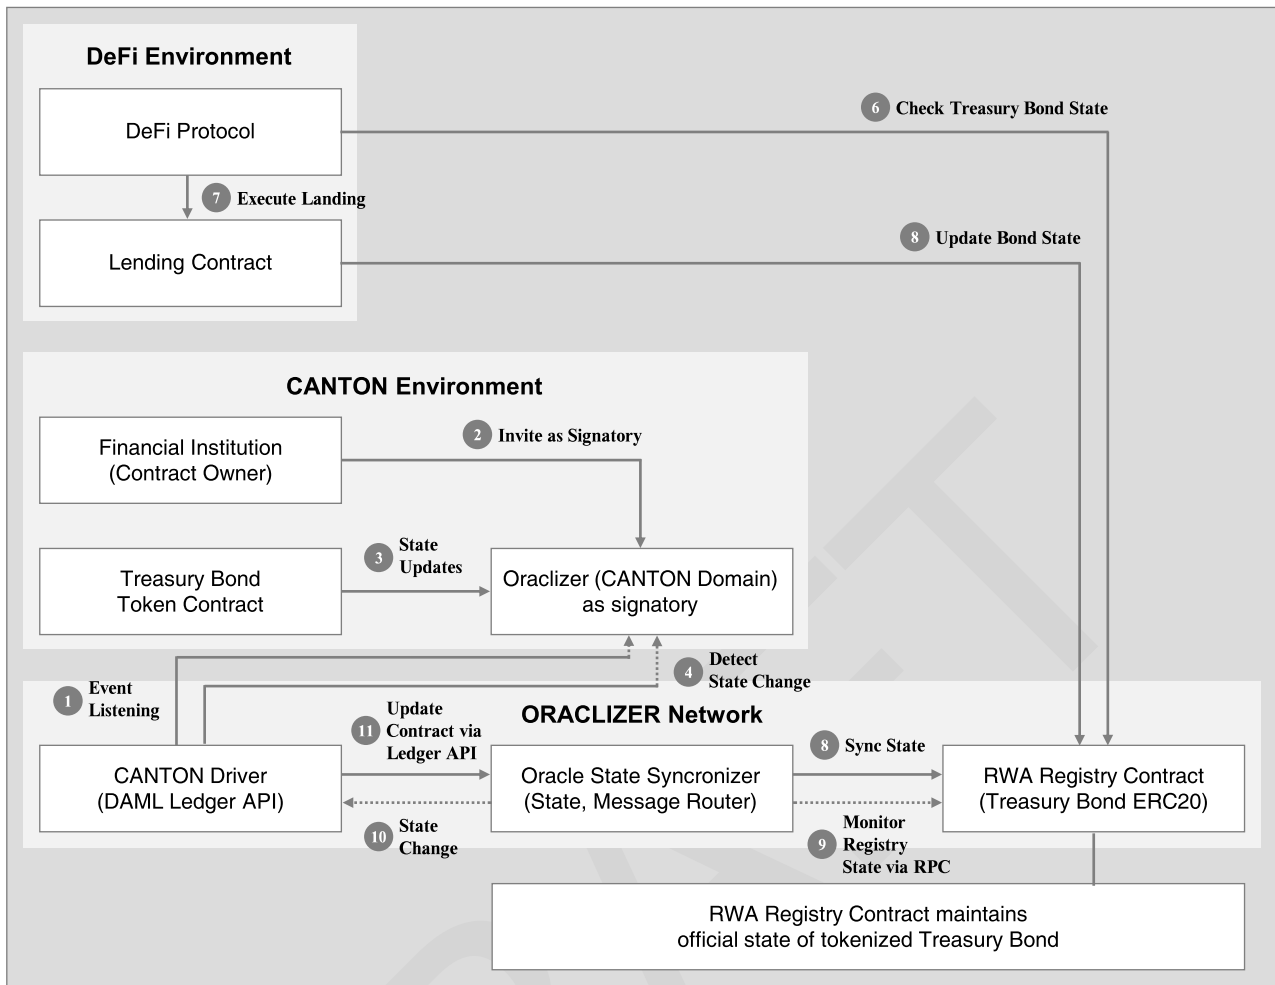 DeFi Environment
DeFi Protocol
6 Check Treasury Bond State
7 Execute Landing
Lending Contract
8 Update Bond State
CANTON Environment
Financial Institution
(Contract Owner)
2 Invite as Signatory
Treasury Bond
Token Contract
3 State
Updates
Oraclizer (CANTON Domain)
as signatory
1 Event
Listening
4 Detect
State Change
ORACLIZER Network
CANTON Driver
(DAML Ledger API)
11 Update
Contract via
Ledger API
10 State
Change
Oracle State Syncronizer
(State, Message Router)
8 Sync State
9 Monitor
Registry
State via RPC
RWA Registry Contract
(Treasury Bond ERC20)
RWA Registry Contract maintains
official state of tokenized Treasury Bond